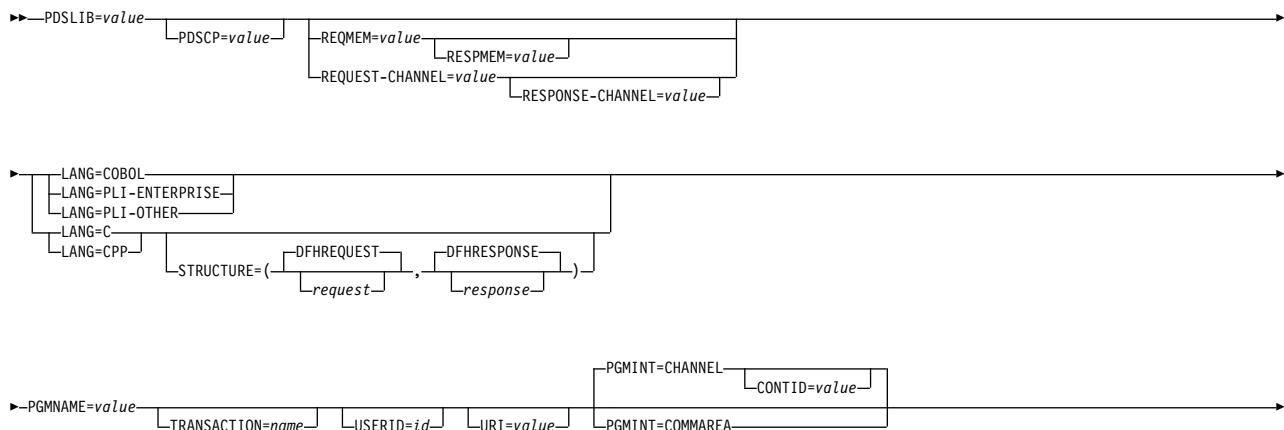 PDSLIB=value
PDSCP=value
REQMEM=value
RESPMEM=value
REQUEST-CHANNEL=value
RESPONSE-CHANNEL=value
LANG=COBOL
LANG=PLI-ENTERPRISE
LANG=PLI-OTHER
LANG=C
LANG=CPP
STRUCTURE=( DFHREQUEST , DFHRESPONSE )
request response
PGMINT=CHANNEL
CONTID=value
PGMNAME=value
TRANSACTION=name USERID=id URI=value PGMINT=COMMAREA